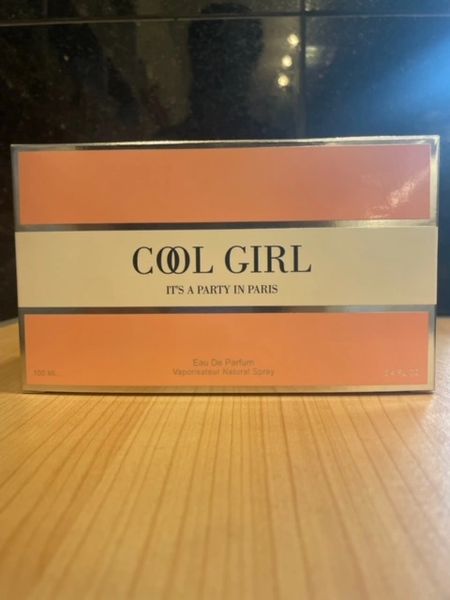 COOL GIRL
IT'S A PARTY IN PARIS
Eau De Parfum
100 ML. Vaporisateur Natural Spray 3.4 FL OZ